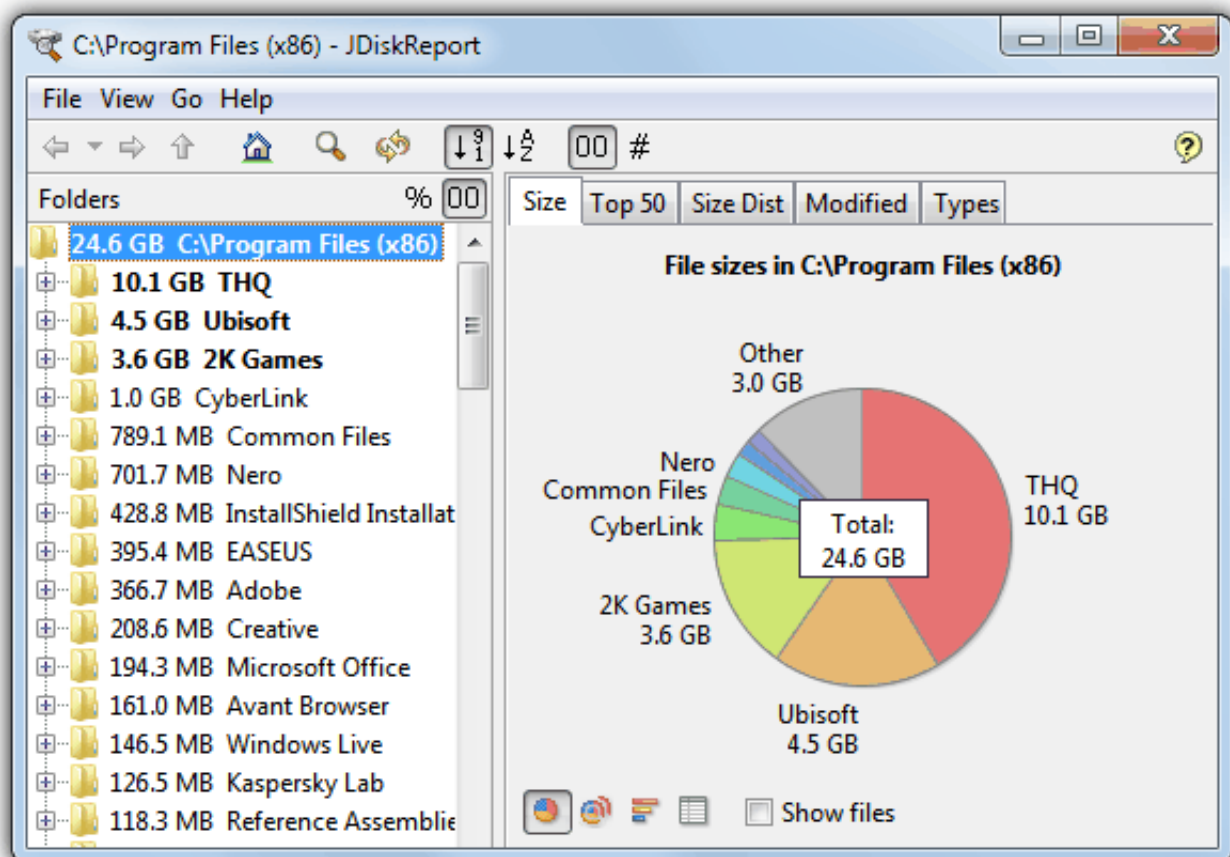 C:\Program Files (x86) - JDiskReport
File View Go Help
Folders % 00
24.6 GB C:\Program Files (x86)
10.1 GB THQ
4.5 GB Ubisoft
3.6 GB 2K Games
1.0 GB CyberLink
789.1 MB Common Files
701.7 MB Nero
428.8 MB InstallShield Installat
395.4 MB EASEUS
366.7 MB Adobe
208.6 MB Creative
194.3 MB Microsoft Office
161.0 MB Avant Browser
146.5 MB Windows Live
126.5 MB Kaspersky Lab
118.3 MB Reference Assemblie
↓91 ↓AZ 00 # ?
Size Top 50 Size Dist Modified Types
File sizes in C:\Program Files (x86)
Other
3.0 GB
Nero
Common Files
CyberLink
2K Games
3.6 GB
Total:
24.6 GB
THQ
10.1 GB
Ubisoft
4.5 GB
Show files